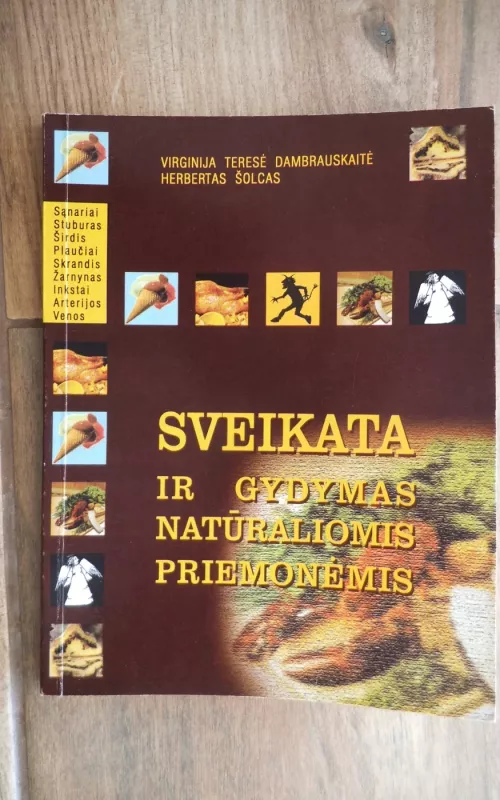 VIRGINIJA TERESĖ DAMBRAUSKAITĖ
HERBERTAS ŠOLCAS
Sąnariai
Stuburas
Širdis
Plaučiai
Skrandis
Žarnynas
Inkstai
Arterijos
Venos
SVEIKATA
IR GYDYMAS
NATŪRALIOMIS
PRIEMONĖMIS